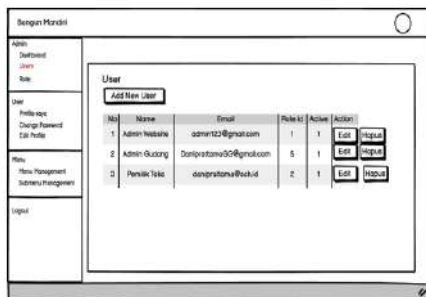 Bangun Mandiri
Admin
Dashboard
Users
Role
User
Profile saya
Change Password
Edit Profile
Menu
Menu Management
Submenu Management
Logout
User
Add New User
No Name Email Role Id Active Action
1 Admin Website admin123@gmail.com 1 1 Edit Hapus
2 Admin Gudang DanipratamaGG@gmail.com 5 1 Edit Hapus
3 Pemilik Toko danipratama@sch.id 2 1 Edit Hapus